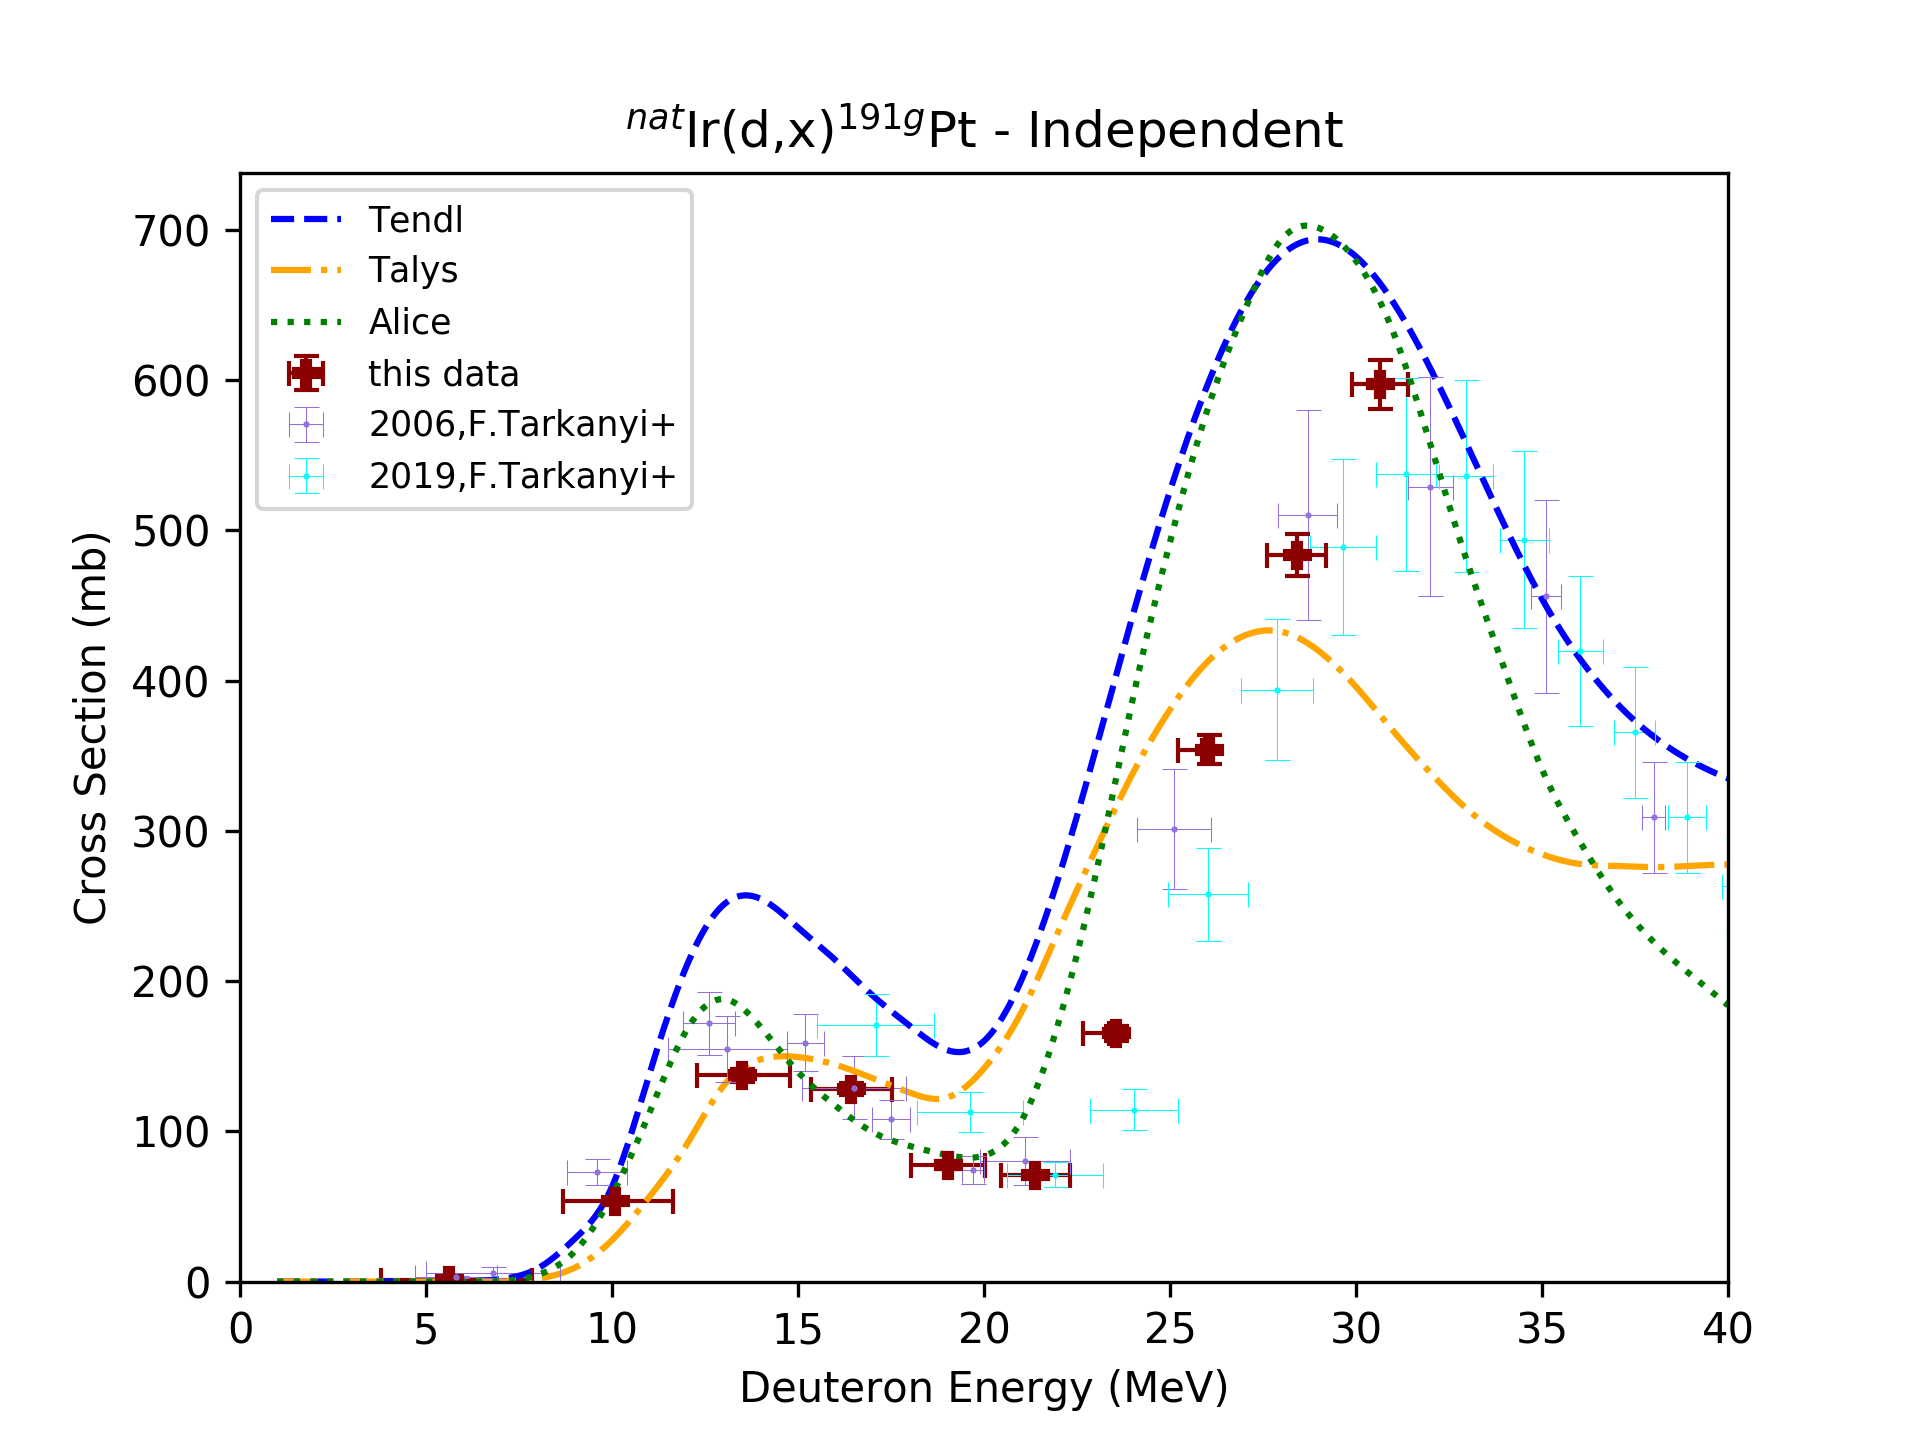 natIr(d,x)191gPt - Independent
Tendl
Talys
Alice
this data
2006,F.Tarkanyi+
2019,F.Tarkanyi+
Cross Section (mb)
700
600
500
400
300
200
100
0
0 5 10 15 20 25 30 35 40
Deuteron Energy (MeV)